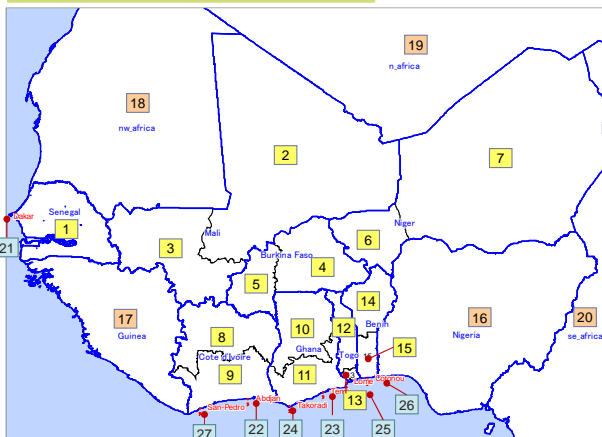 19
n_africa
18
nw_africa
2
7
Senegal
Dakar
1
21
Mali
3
Niger
6
Burkina Faso
4
5
14
17
Guinea
8
10
12
Benin
16
Nigeria
20
se_africa
Cote d'Ivoire
Ghana
Togo
15
9
11
Lome
Cotonou
13
Abdjan
San-Pedro
Takoradi
27
22
24
23
25
26